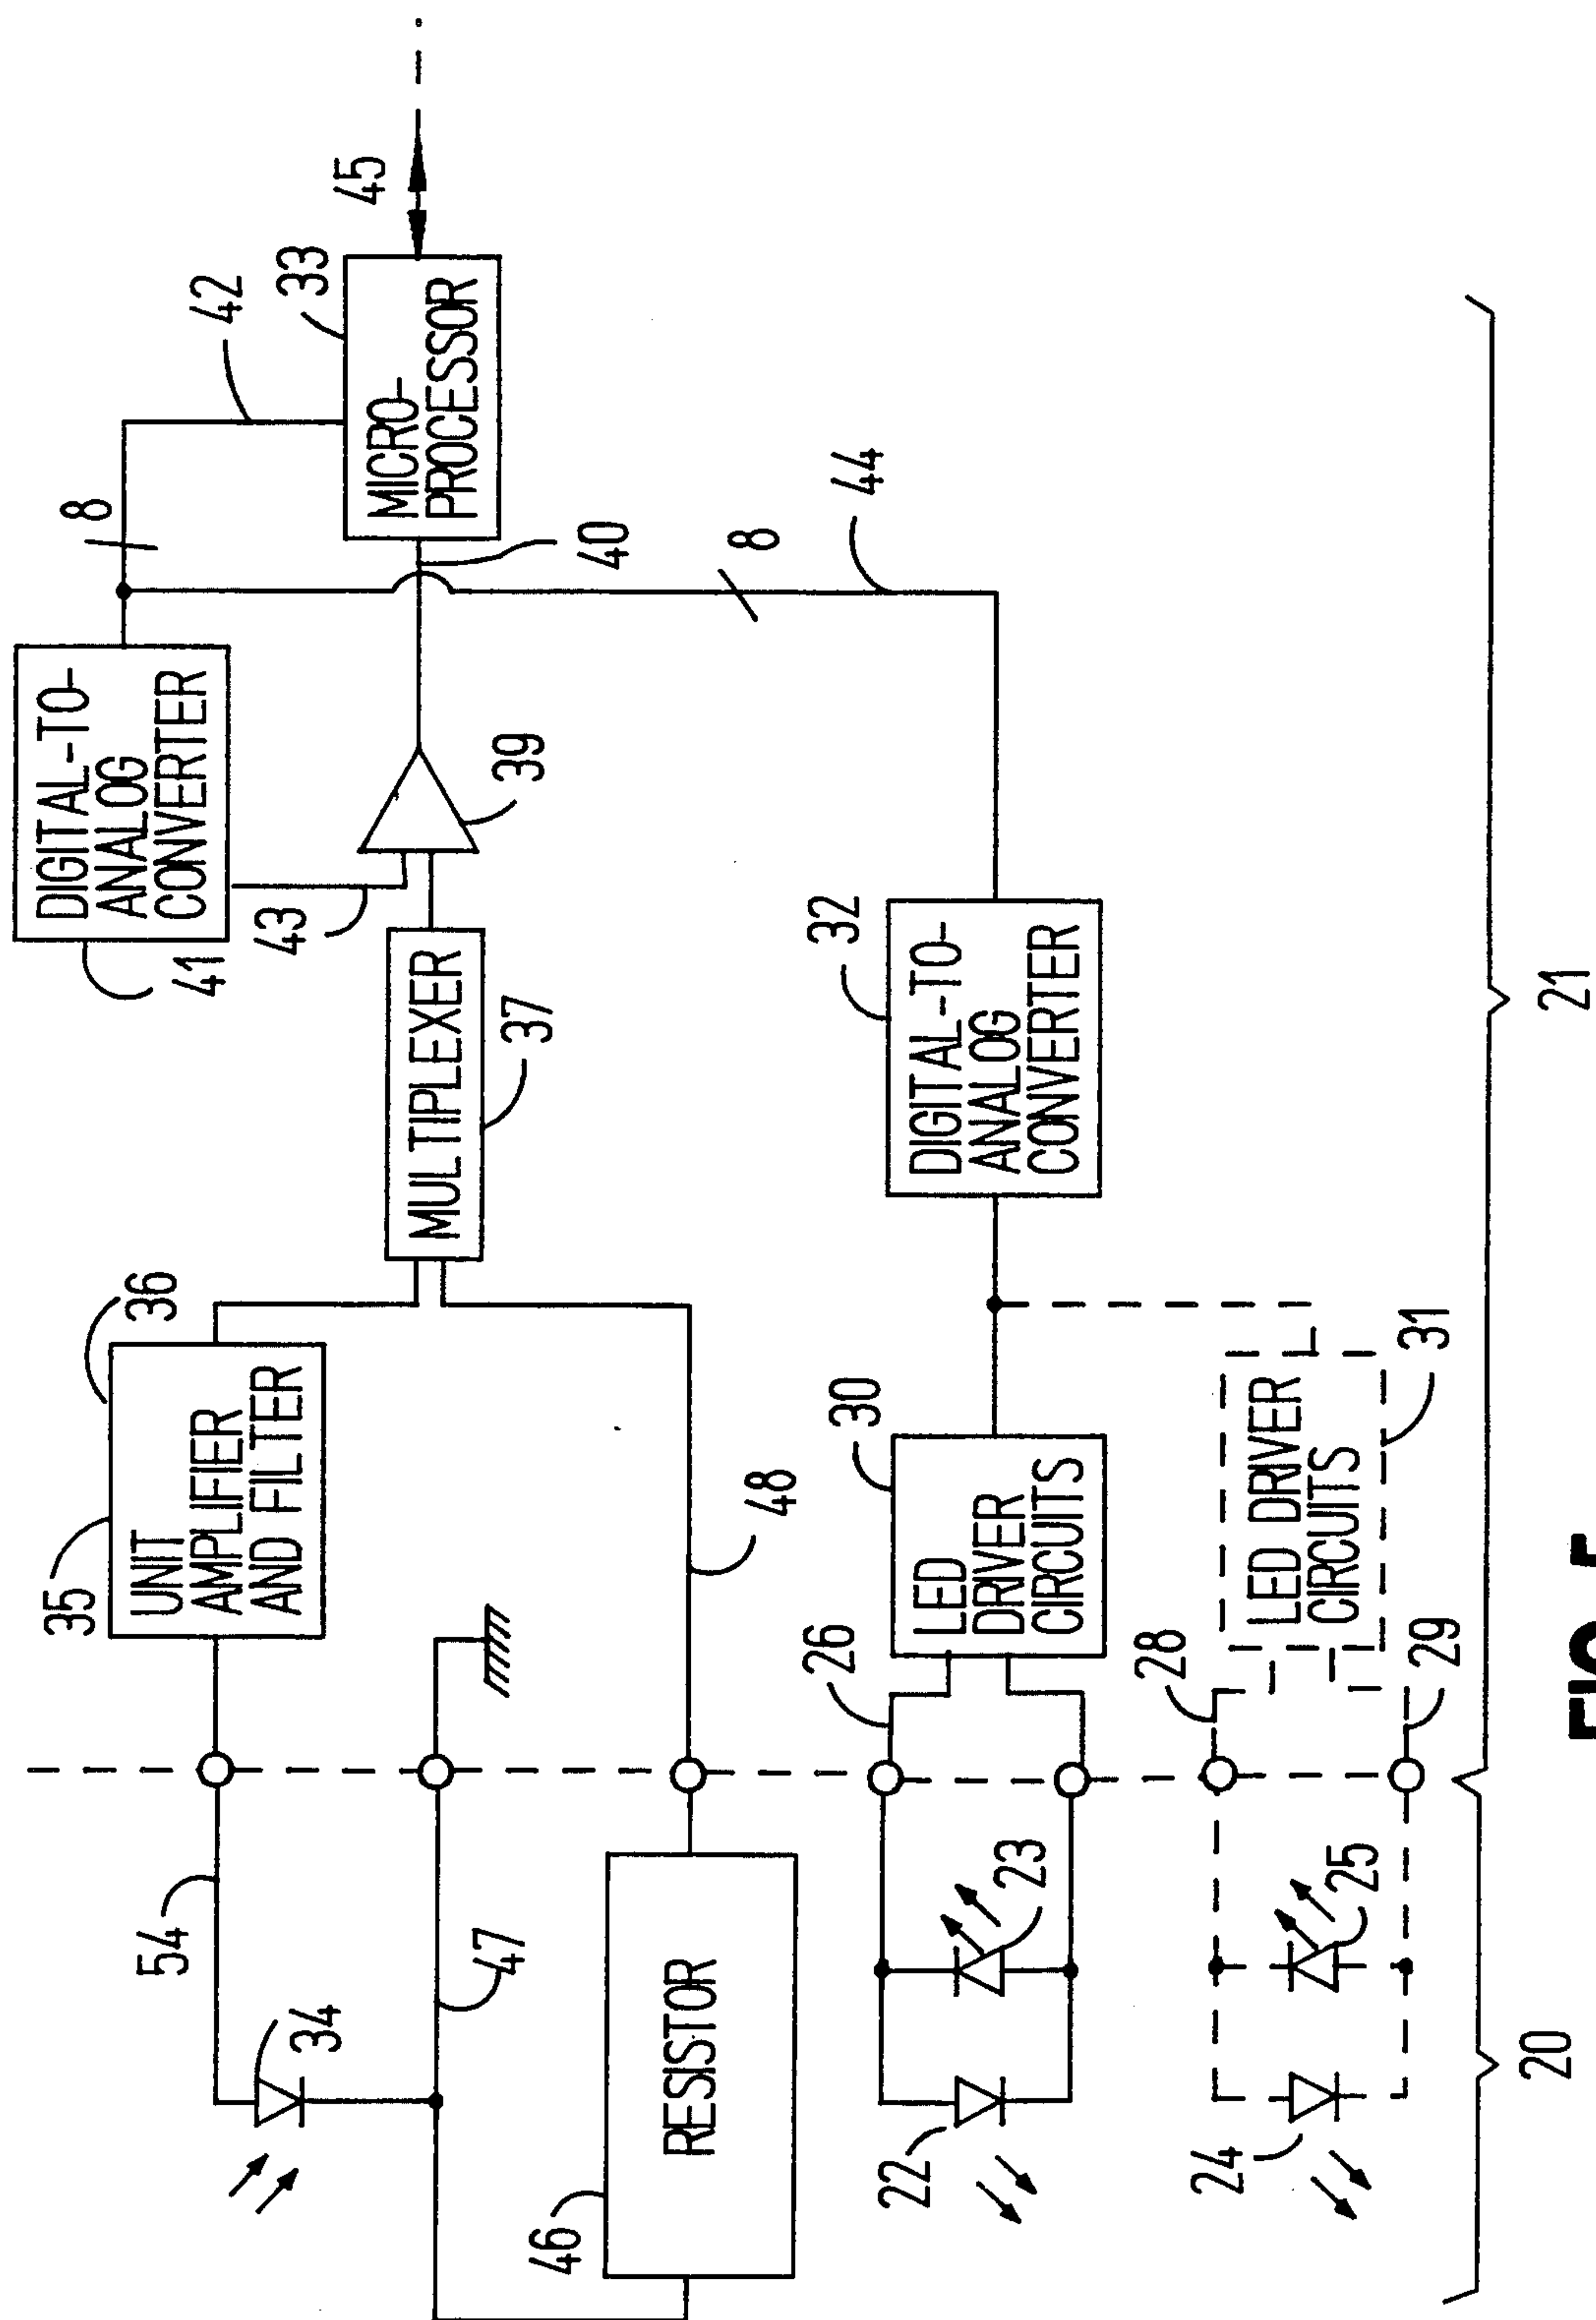 54
34
35
UNIT
AMPLIFIER
AND FILTER
36
41
DIGITAL-TO-
ANALOG
CONVERTER
8
42
43
47
MULTIPLEXER
37
39
40
MICRO-
PROCESSOR
33
45
46
RESISTOR
48
8
44
22
23
26
LED
DRIVER
CIRCUITS
30
DIGITAL-TO-
ANALOG
CONVERTER
32
24
25
28
29
LED DRIVER
CIRCUITS
31
20
21
FIG